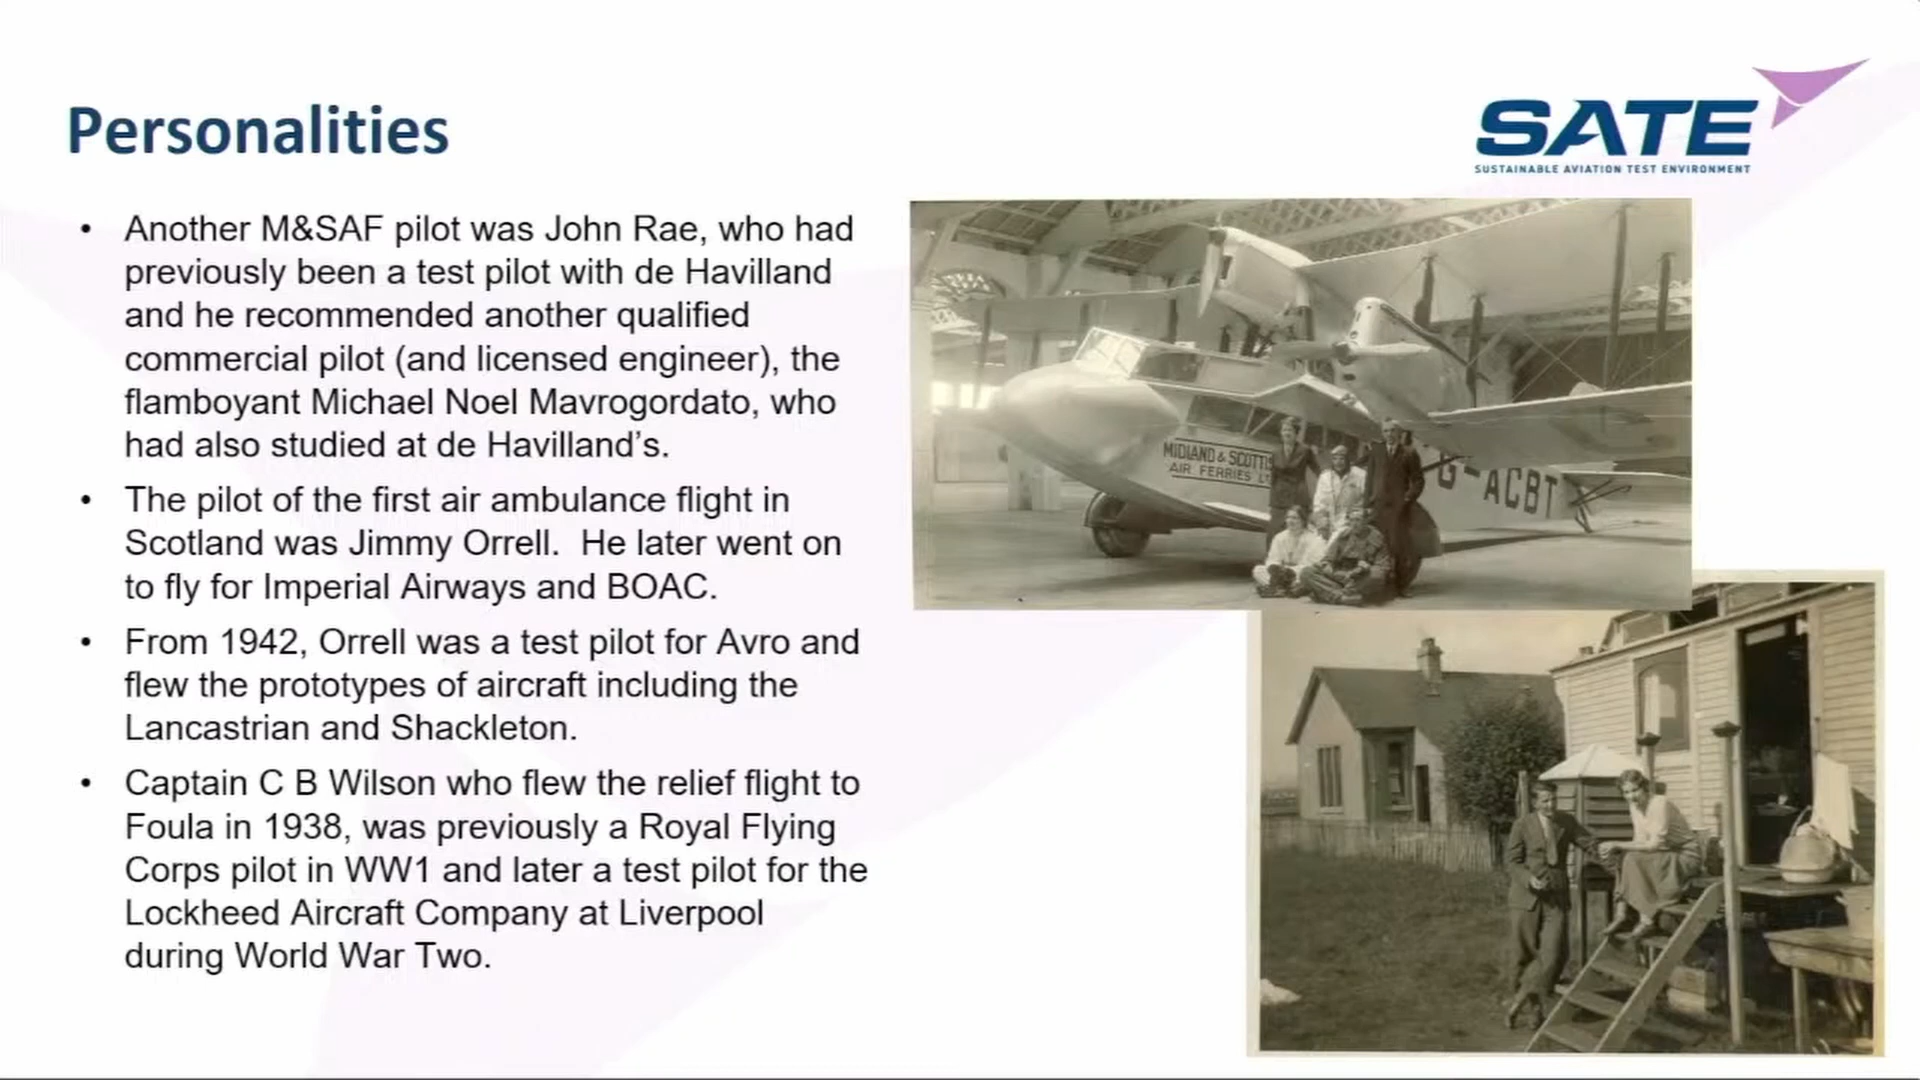 Personalities
SATE
SUSTAINABLE AVIATION TEST ENVIRONMENT
• Another M&SAF pilot was John Rae, who had
previously been a test pilot with de Havilland
and he recommended another qualified
commercial pilot (and licensed engineer), the
flamboyant Michael Noel Mavrogordato, who
had also studied at de Havilland’s.
• The pilot of the first air ambulance flight in
Scotland was Jimmy Orrell.  He later went on
to fly for Imperial Airways and BOAC.
• From 1942, Orrell was a test pilot for Avro and
flew the prototypes of aircraft including the
Lancastrian and Shackleton.
• Captain C B Wilson who flew the relief flight to
Foula in 1938, was previously a Royal Flying
Corps pilot in WW1 and later a test pilot for the
Lockheed Aircraft Company at Liverpool
during World War Two.
MIDLAND & SCOTTIS
AIR FERRIES L
G-ACBT